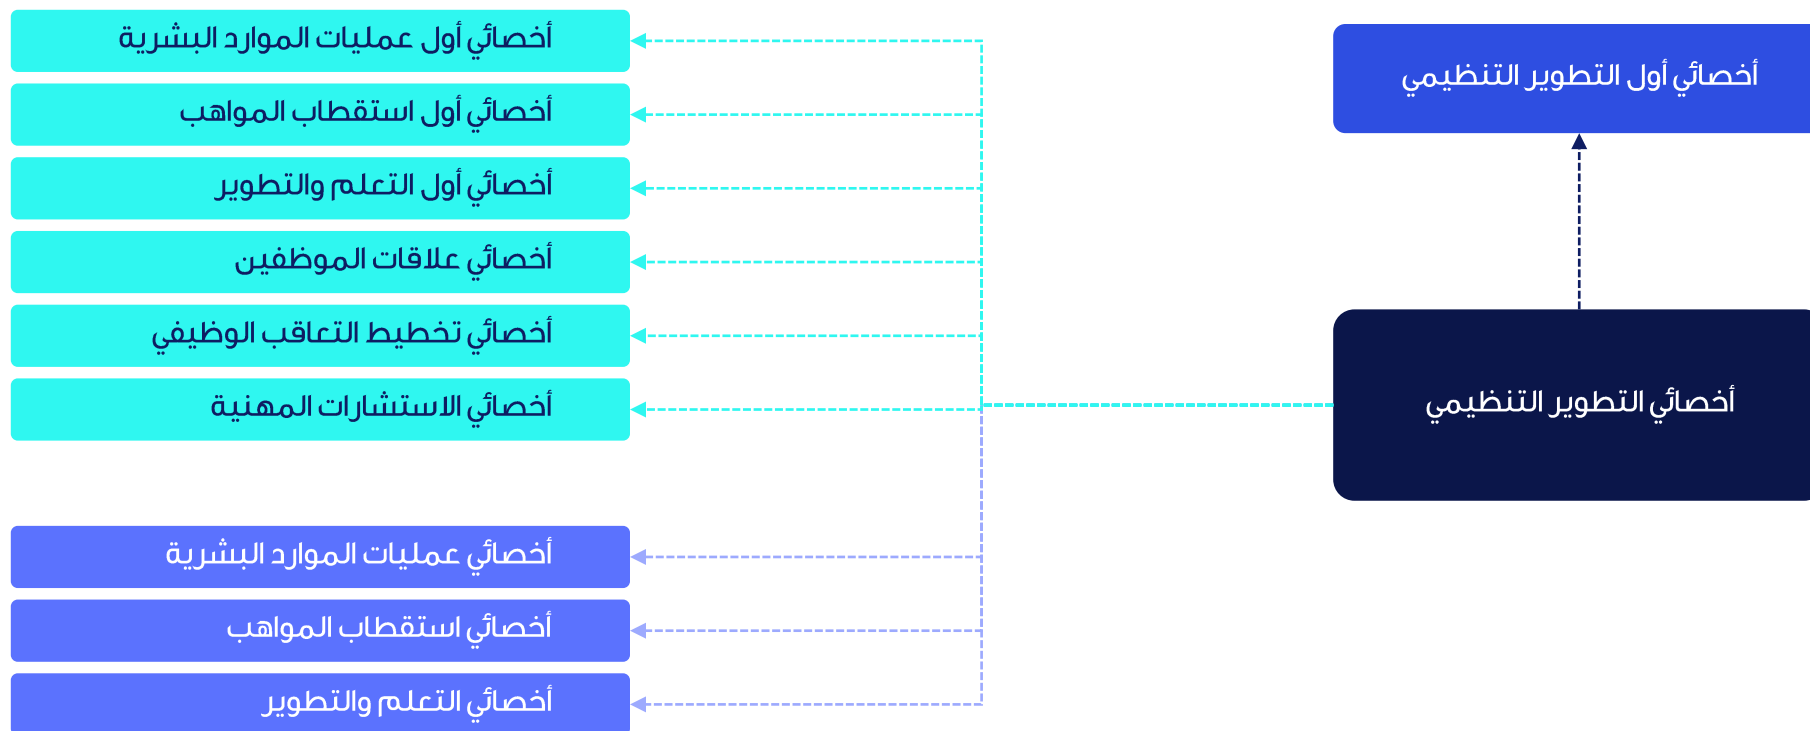 أخصائي أول التطوير التنظيمي
أخصائي التطوير التنظيمي
أخصائي أول عمليات الموارد البشرية
أخصائي أول استقطاب المواهب
أخصائي أول التعلم والتطوير
أخصائي علاقات الموظفين
أخصائي تخطيط التعاقب الوظيفي
أخصائي الاستشارات المهنية
أخصائي عمليات الموارد البشرية
أخصائي استقطاب المواهب
أخصائي التعلم والتطوير